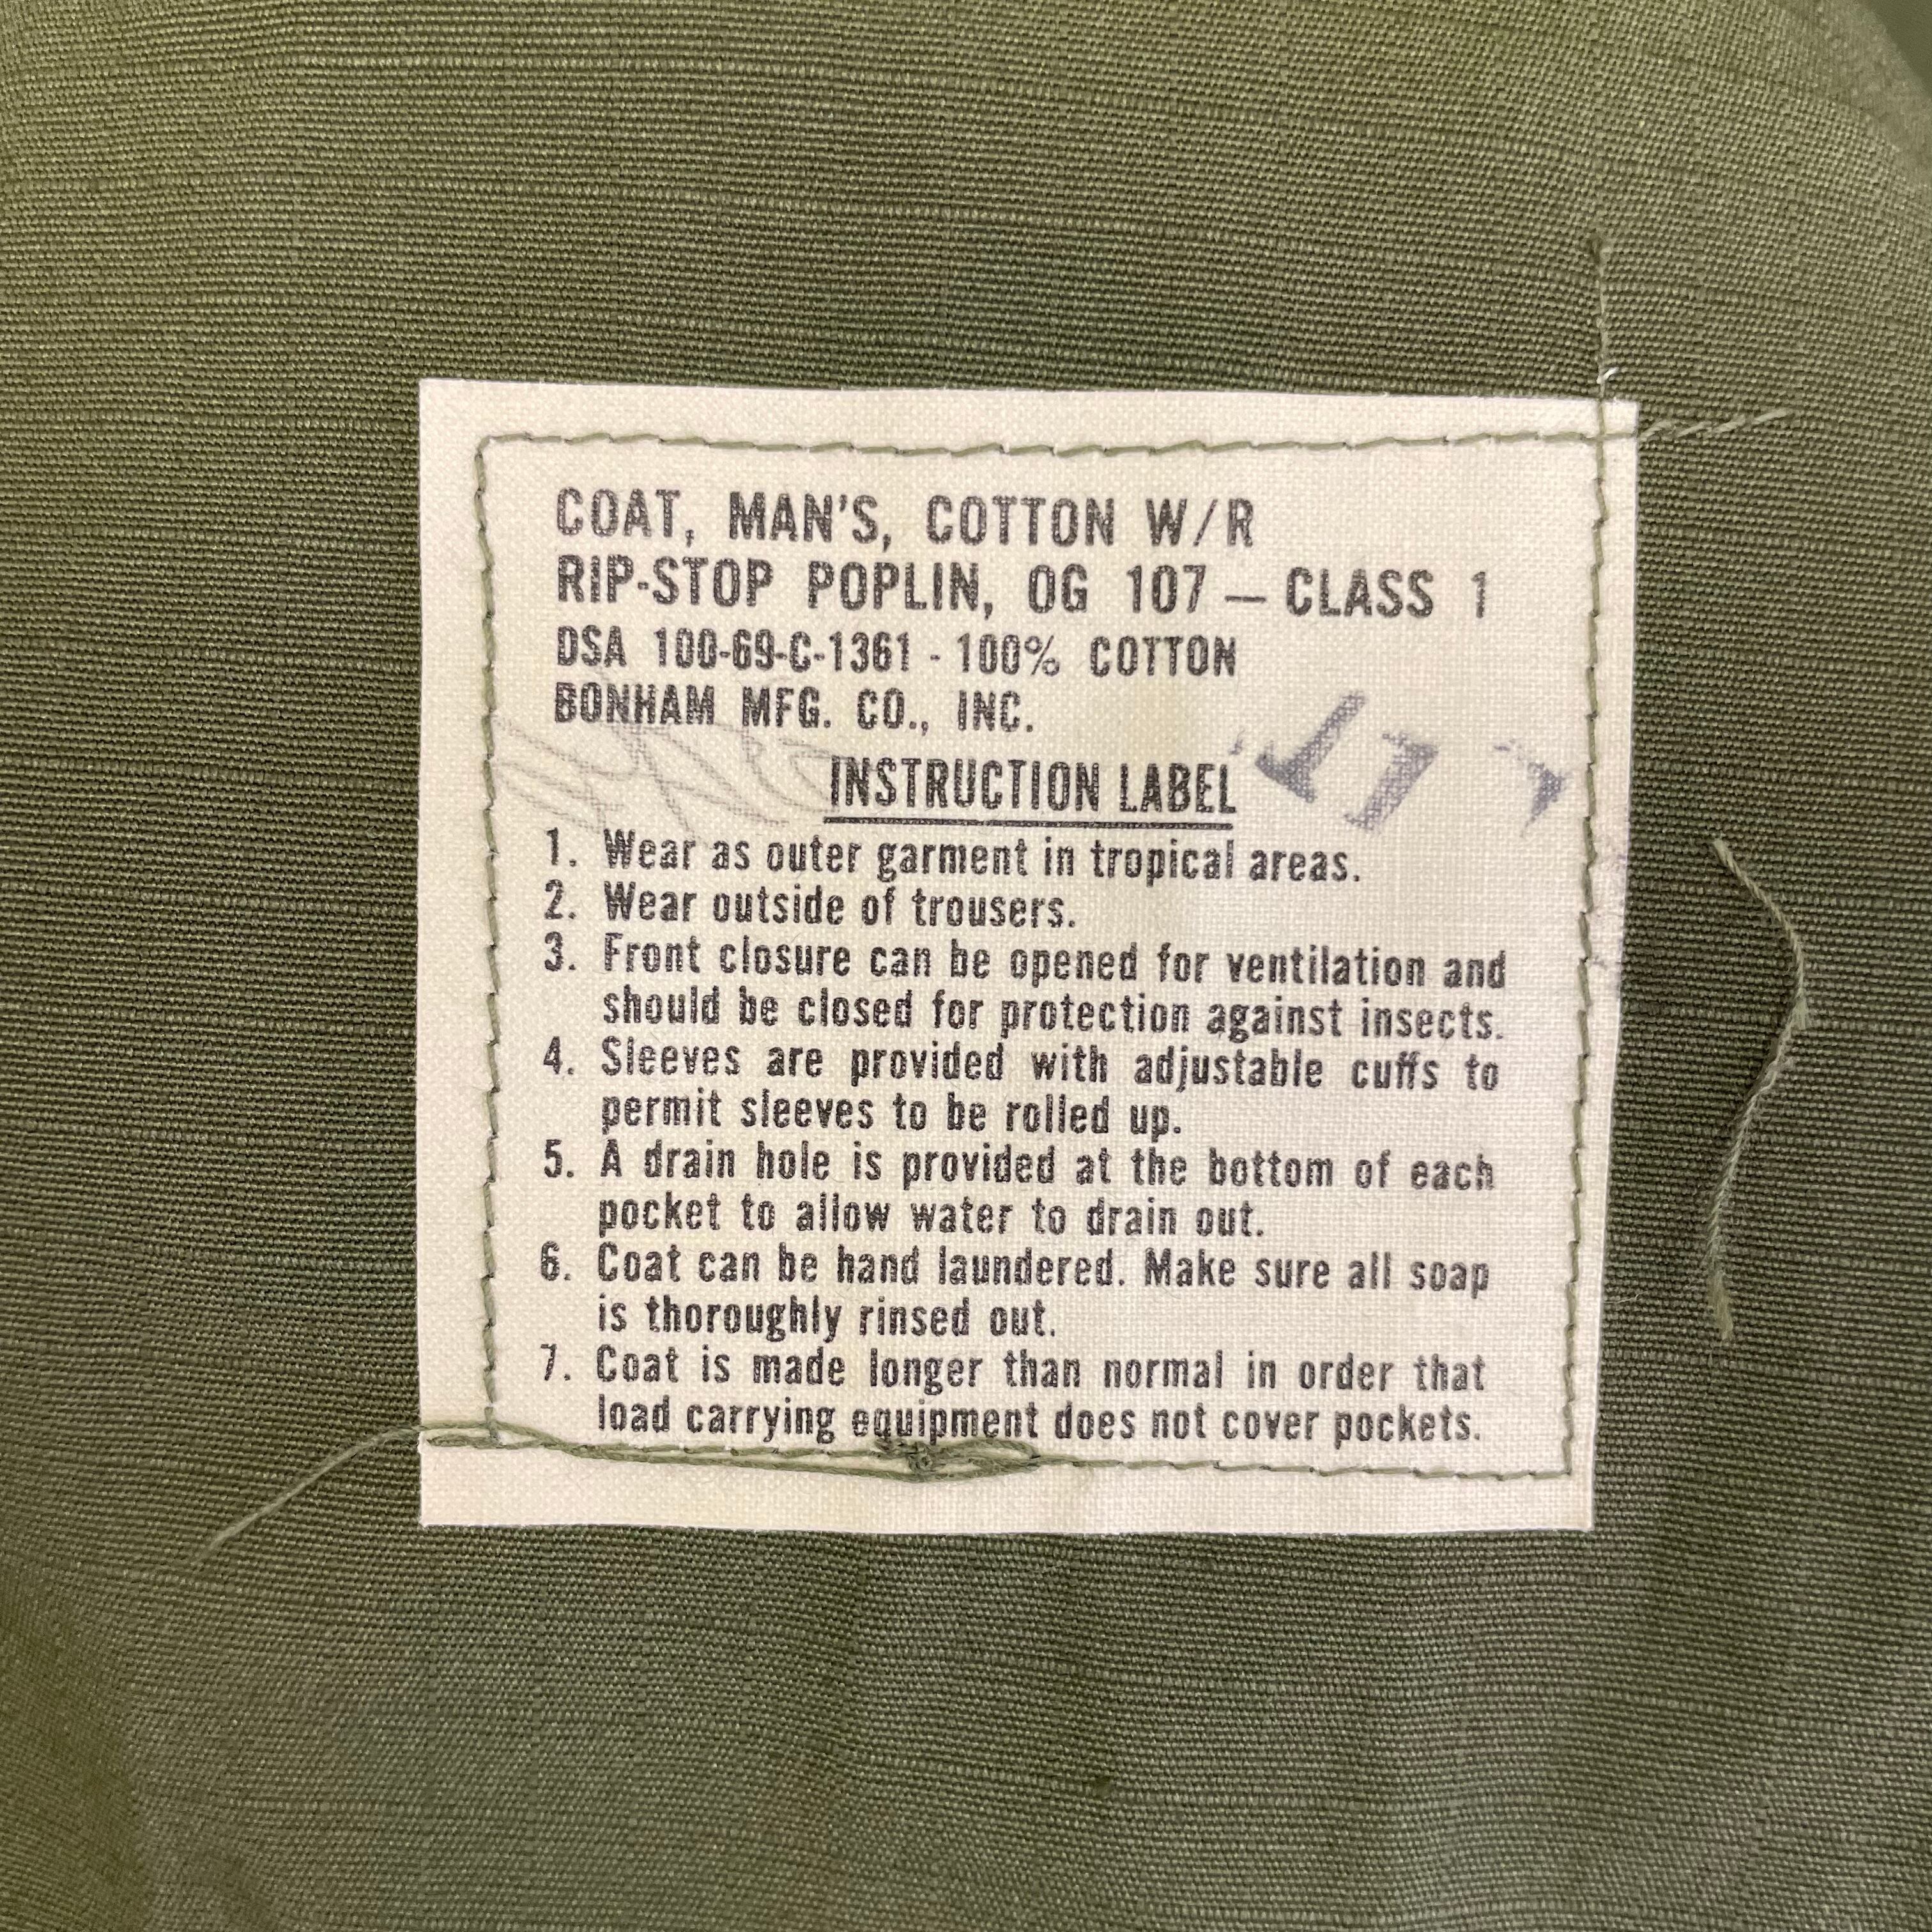 COAT, MAN'S, COTTON W/R
RIP-STOP POPLIN, OG 107 — CLASS 1
DSA 100-69-C-1361 - 100% COTTON
BONHAM MFG. CO., INC.
INSTRUCTION LABEL
1. Wear as outer garment in tropical areas.
2. Wear outside of trousers.
3. Front closure can be opened for ventilation and
should be closed for protection against insects.
4. Sleeves are provided with adjustable cuffs to
permit sleeves to be rolled up.
5. A drain hole is provided at the bottom of each
pocket to allow water to drain out.
6. Coat can be hand laundered. Make sure all soap
is thoroughly rinsed out.
7. Coat is made longer than normal in order that
load carrying equipment does not cover pockets.